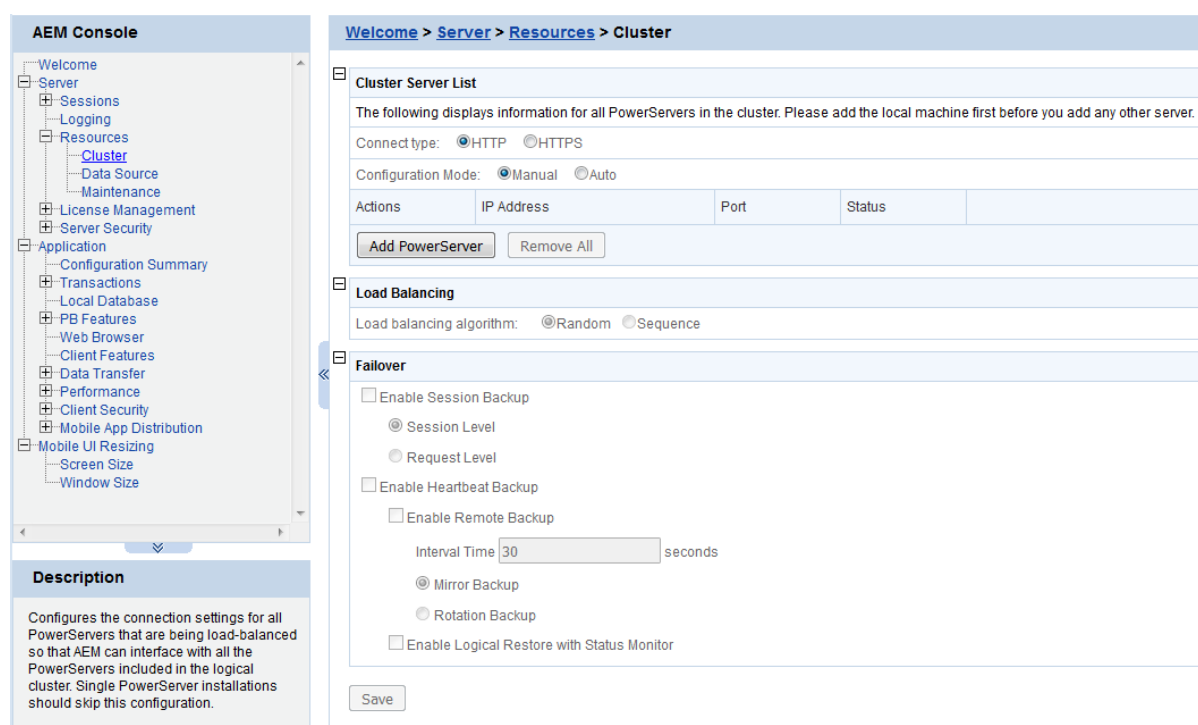 AEM Console
Welcome
Server
Sessions
Logging
Resources
Cluster
Data Source
Maintenance
License Management
Server Security
Application
Configuration Summary
Transactions
Local Database
PB Features
Web Browser
Client Features
Data Transfer
Performance
Client Security
Mobile App Distribution
Mobile UI Resizing
Screen Size
Window Size
Description
Configures the connection settings for all
PowerServers that are being load-balanced
so that AEM can interface with all the
PowerServers included in the logical
cluster. Single PowerServer installations
should skip this configuration.
Welcome > Server > Resources > Cluster
Cluster Server List
The following displays information for all PowerServers in the cluster. Please add the local machine first before you add any other server.
Connect type: HTTP HTTPS
Configuration Mode: Manual Auto
Actions IP Address Port Status
Add PowerServer Remove All
Load Balancing
Load balancing algorithm: Random Sequence
Failover
Enable Session Backup
Session Level
Request Level
Enable Heartbeat Backup
Enable Remote Backup
Interval Time 30 seconds
Mirror Backup
Rotation Backup
Enable Logical Restore with Status Monitor
Save